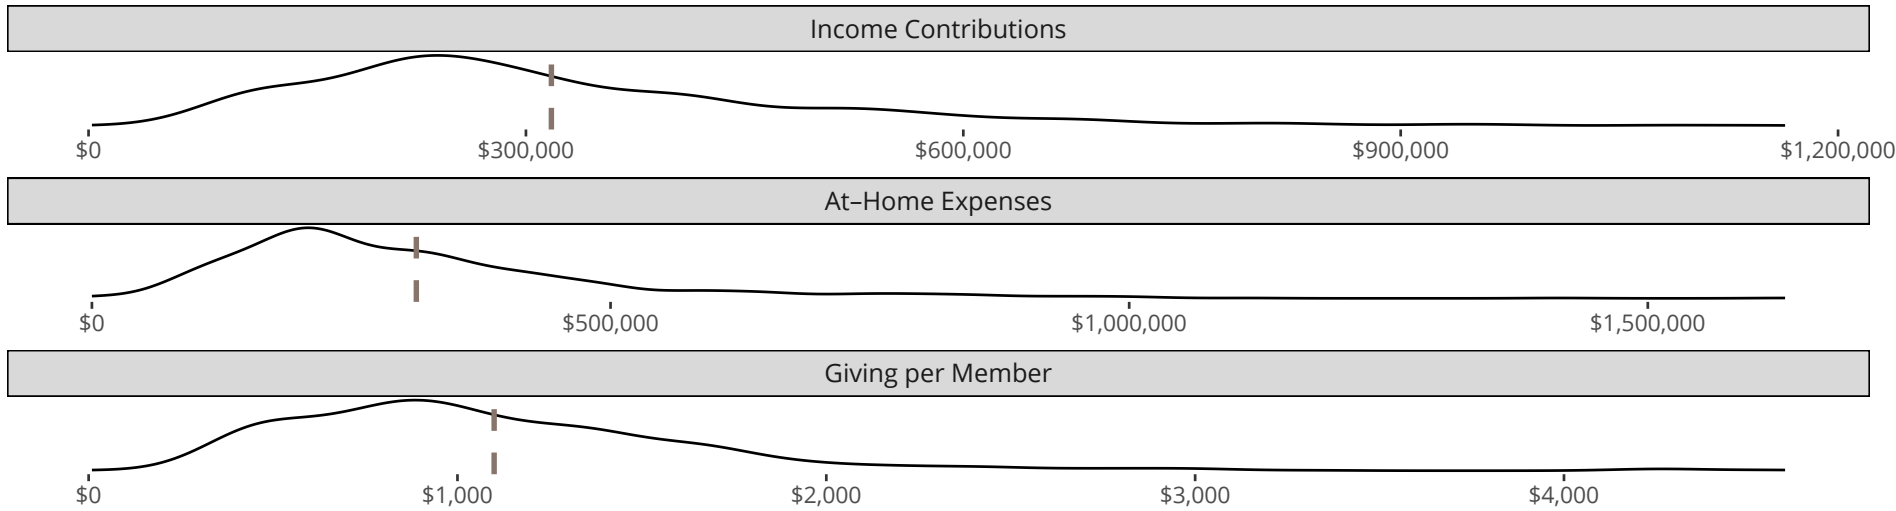 Income Contributions
$0 $300,000 $600,000 $900,000 $1,200,000
At–Home Expenses
$0 $500,000 $1,000,000 $1,500,000
Giving per Member
$0 $1,000 $2,000 $3,000 $4,000